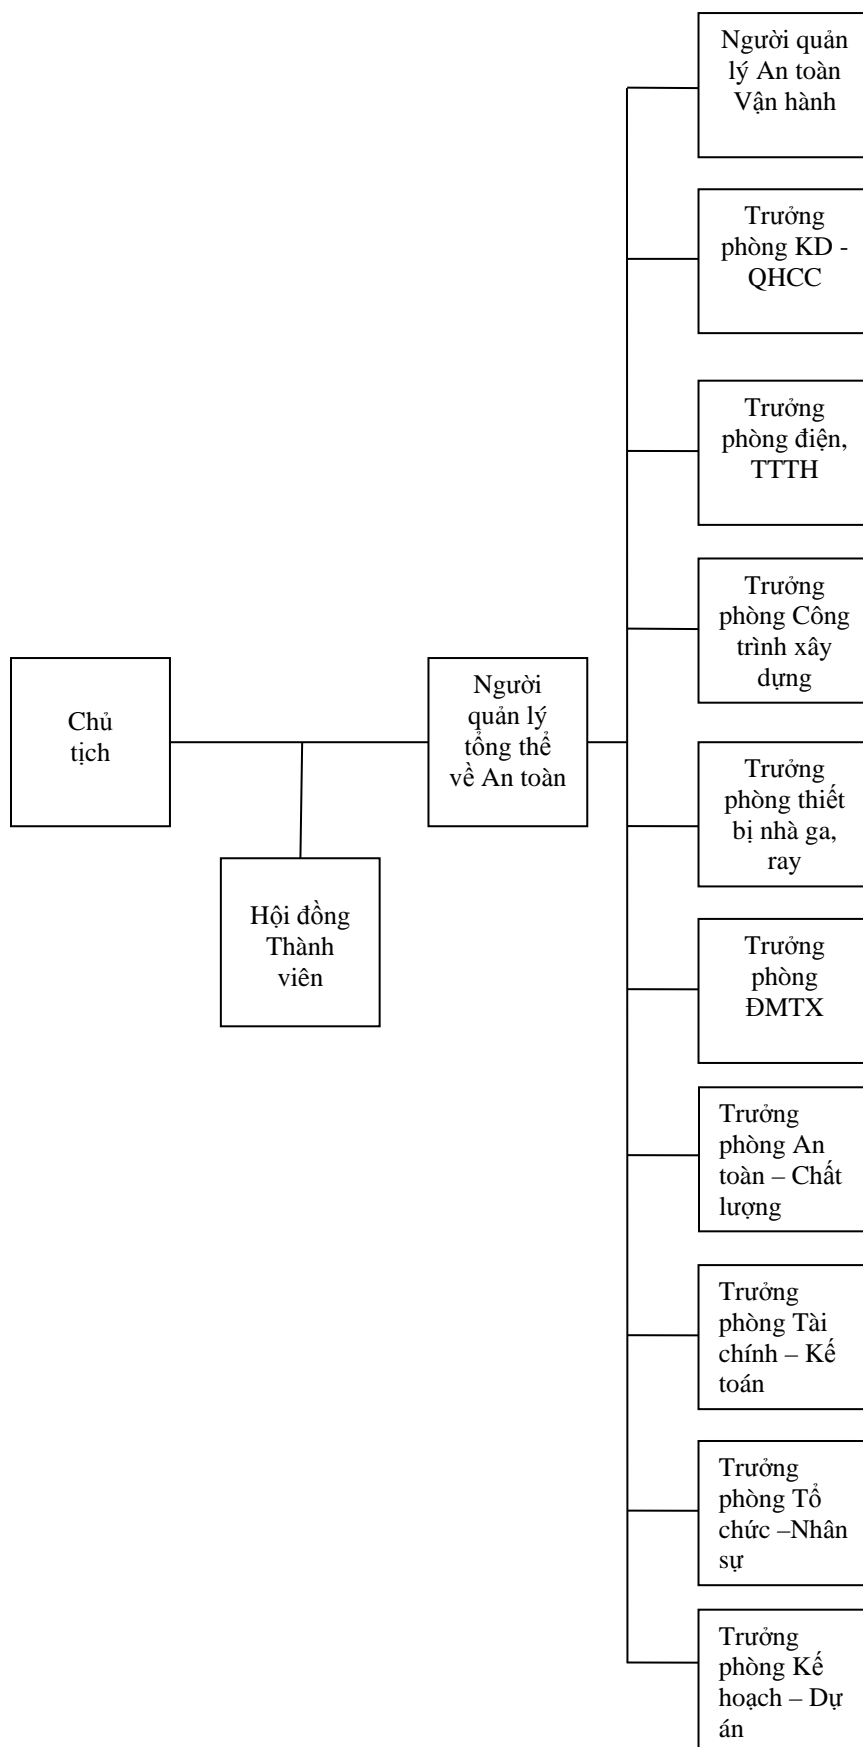 Chủ
tịch
Hội đồng
Thành
viên
Người
quản lý
tổng thể
về An toàn
Người quản
lý An toàn
Vận hành
Trưởng
phòng KD -
QHCC
Trưởng
phòng điện,
TTTH
Trưởng
phòng Công
trình xây
dựng
Trưởng
phòng thiết
bị nhà ga,
ray
Trưởng
phòng
ĐMTX
Trưởng
phòng An
toàn – Chất
lượng
Trưởng
phòng Tài
chính – Kế
toán
Trưởng
phòng Tổ
chức –Nhân
sự
Trưởng
phòng Kế
hoạch – Dự
án